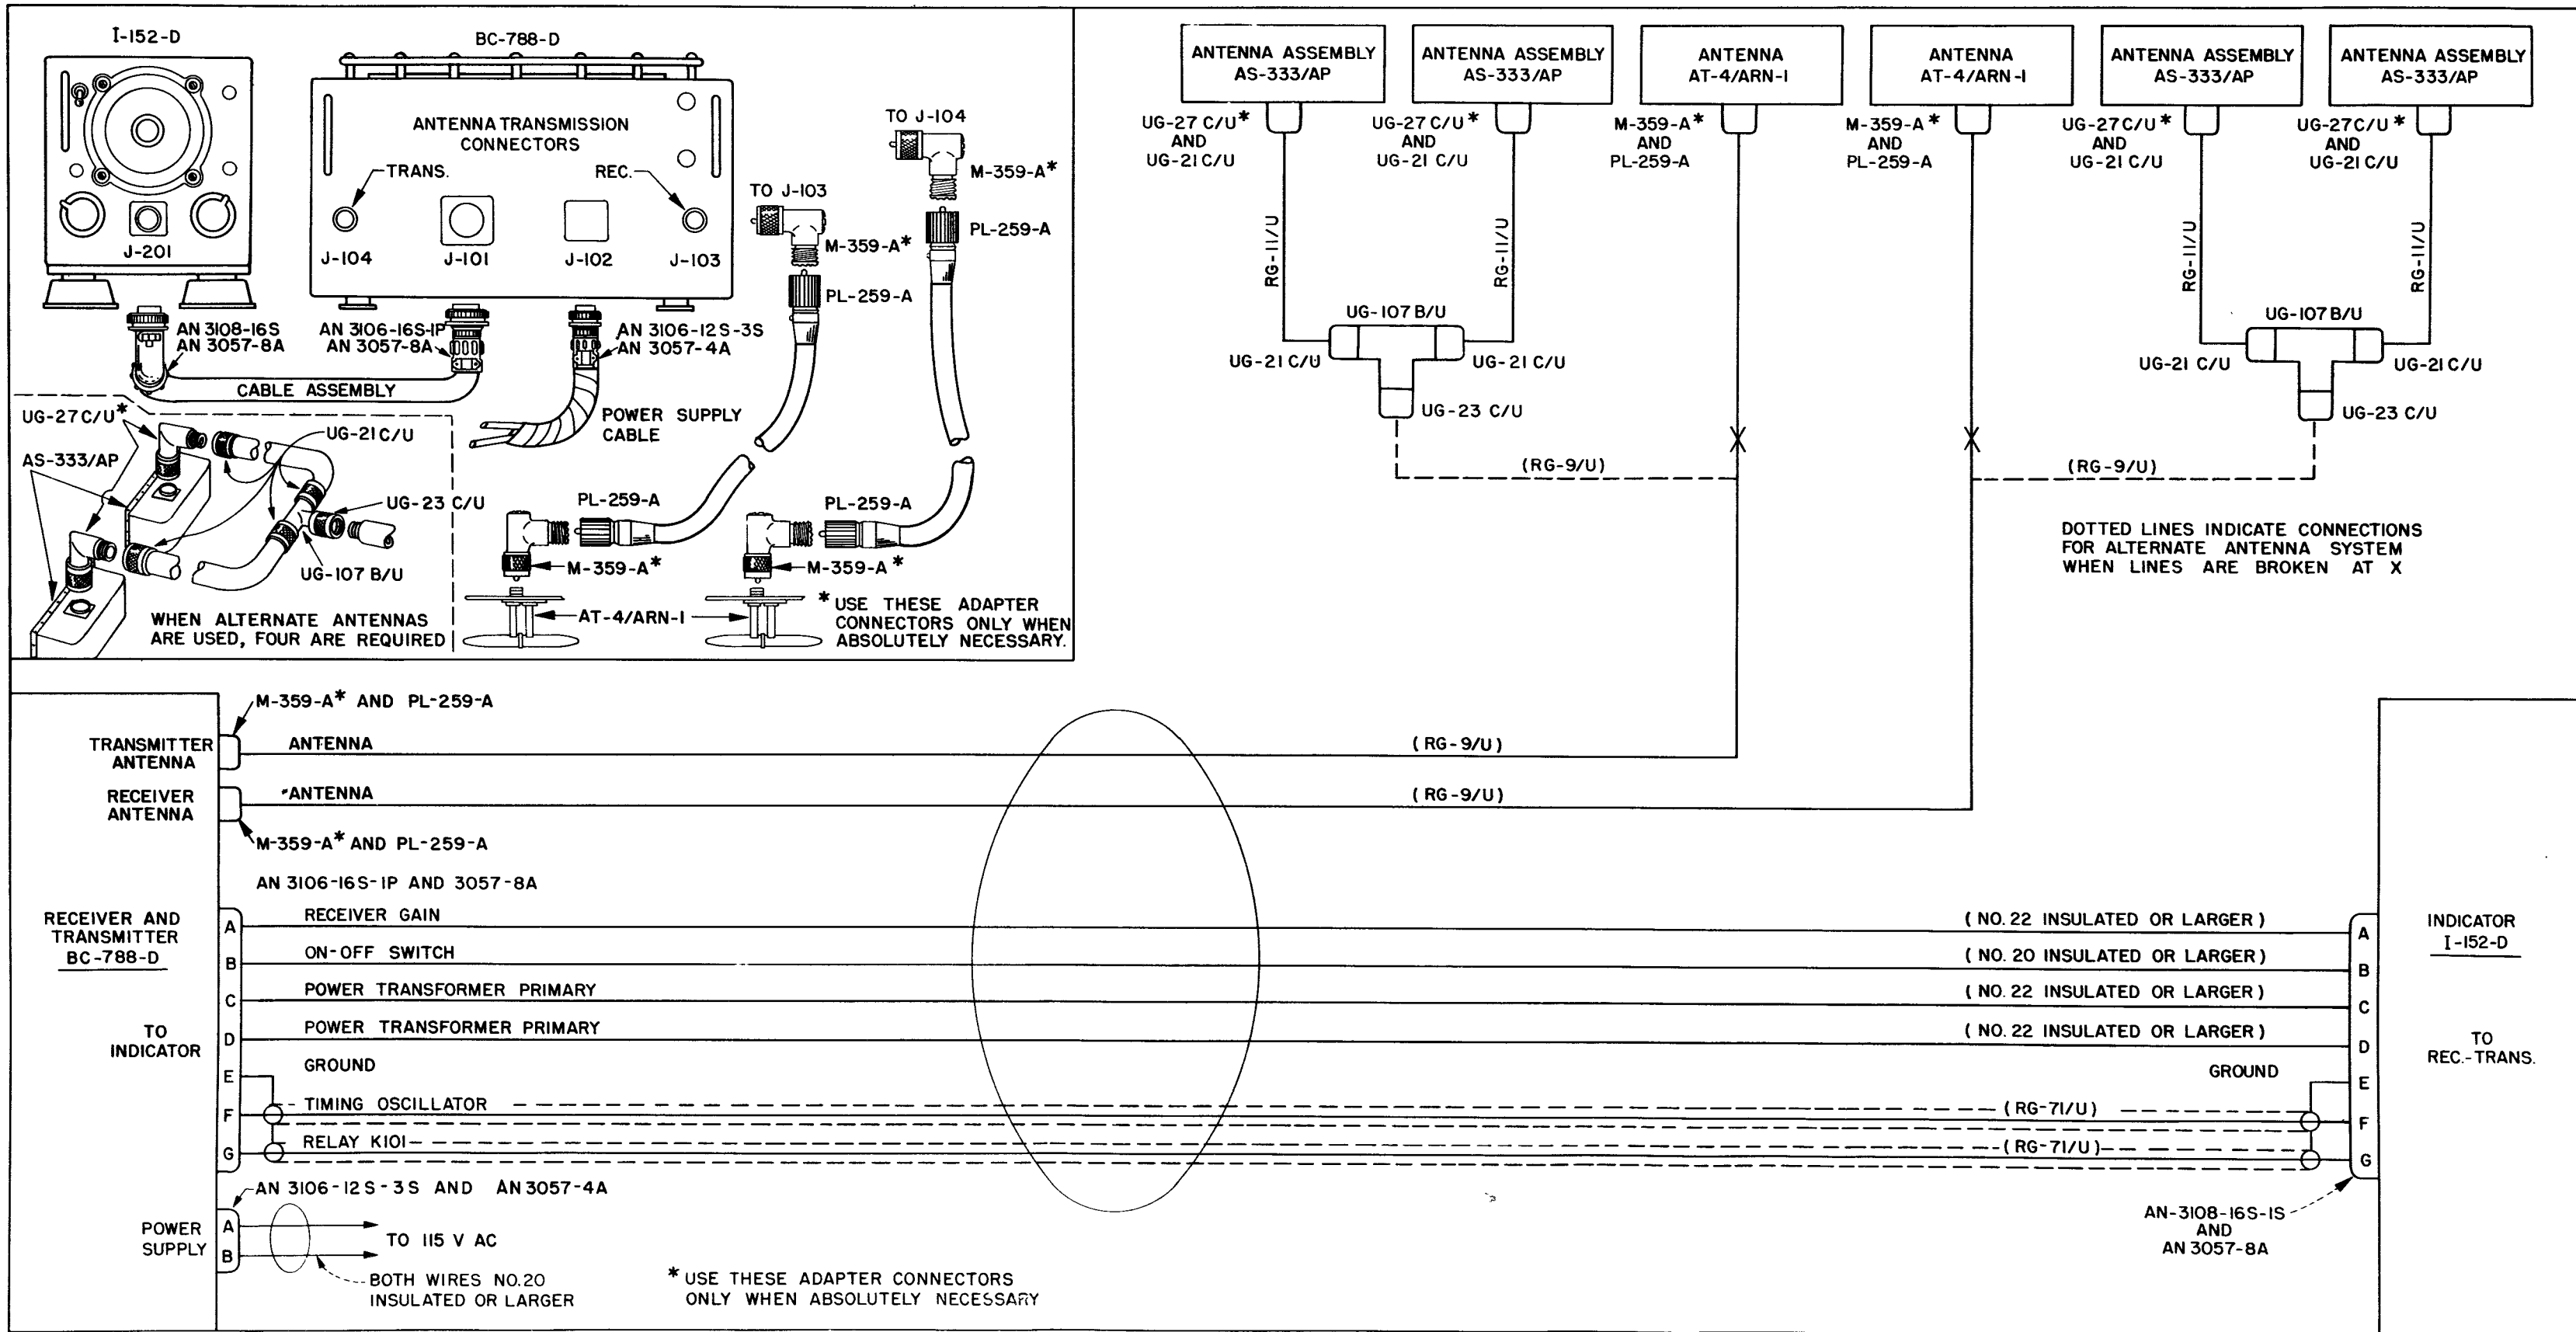 I-152-D
BC-788-D
ANTENNA TRANSMISSION
CONNECTORS
TRANS.
REC.
J-201
J-104
J-101
J-102
J-103
TO J-104
M-359-A*
PL-259-A
TO J-103
M-359-A*
PL-259-A
AN 3108-16S
AN 3057-8A
AN 3106-16S-1P
AN 3057-8A
AN 3106-12S-3S
AN 3057-4A
CABLE ASSEMBLY
POWER SUPPLY
CABLE
UG-27 C/U*
UG-21 C/U
AS-333/AP
UG-23 C/U
UG-107 B/U
WHEN ALTERNATE ANTENNAS
ARE USED, FOUR ARE REQUIRED
PL-259-A
PL-259-A
M-359-A*
M-359-A*
AT-4/ARN-1
* USE THESE ADAPTER
CONNECTORS ONLY WHEN
ABSOLUTELY NECESSARY.
ANTENNA ASSEMBLY
AS-333/AP
ANTENNA ASSEMBLY
AS-333/AP
ANTENNA
AT-4/ARN-1
ANTENNA
AT-4/ARN-1
ANTENNA ASSEMBLY
AS-333/AP
ANTENNA ASSEMBLY
AS-333/AP
UG-27 C/U*
AND
UG-21 C/U
UG-27 C/U*
AND
UG-21 C/U
M-359-A*
AND
PL-259-A
M-359-A*
AND
PL-259-A
UG-27 C/U*
AND
UG-21 C/U
UG-27 C/U*
AND
UG-21 C/U
RG-11/U
RG-11/U
RG-11/U
RG-11/U
UG-107 B/U
UG-21 C/U
UG-21 C/U
UG-23 C/U
UG-107 B/U
UG-21 C/U
UG-21 C/U
UG-23 C/U
(RG-9/U)
(RG-9/U)
DOTTED LINES INDICATE CONNECTIONS
FOR ALTERNATE ANTENNA SYSTEM
WHEN LINES ARE BROKEN AT X
M-359-A* AND PL-259-A
TRANSMITTER
ANTENNA
ANTENNA
(RG-9/U)
RECEIVER
ANTENNA
ANTENNA
(RG-9/U)
M-359-A* AND PL-259-A
AN 3106-16S-1P AND 3057-8A
RECEIVER AND
TRANSMITTER
BC-788-D
TO
INDICATOR
A RECEIVER GAIN (NO. 22 INSULATED OR LARGER) A
B ON-OFF SWITCH (NO. 20 INSULATED OR LARGER) B
C POWER TRANSFORMER PRIMARY (NO. 22 INSULATED OR LARGER) C
D POWER TRANSFORMER PRIMARY (NO. 22 INSULATED OR LARGER) D
E GROUND GROUND E
F TIMING OSCILLATOR (RG-71/U) F
G RELAY K101 (RG-71/U) G
INDICATOR
I-152-D
TO
REC.-TRANS.
AN 3106-12S-3S AND AN 3057-4A
POWER
SUPPLY
A
B
TO 115 V AC
BOTH WIRES NO. 20
INSULATED OR LARGER
* USE THESE ADAPTER CONNECTORS
ONLY WHEN ABSOLUTELY NECESSARY
AN-3108-16S-1S
AND
AN 3057-8A